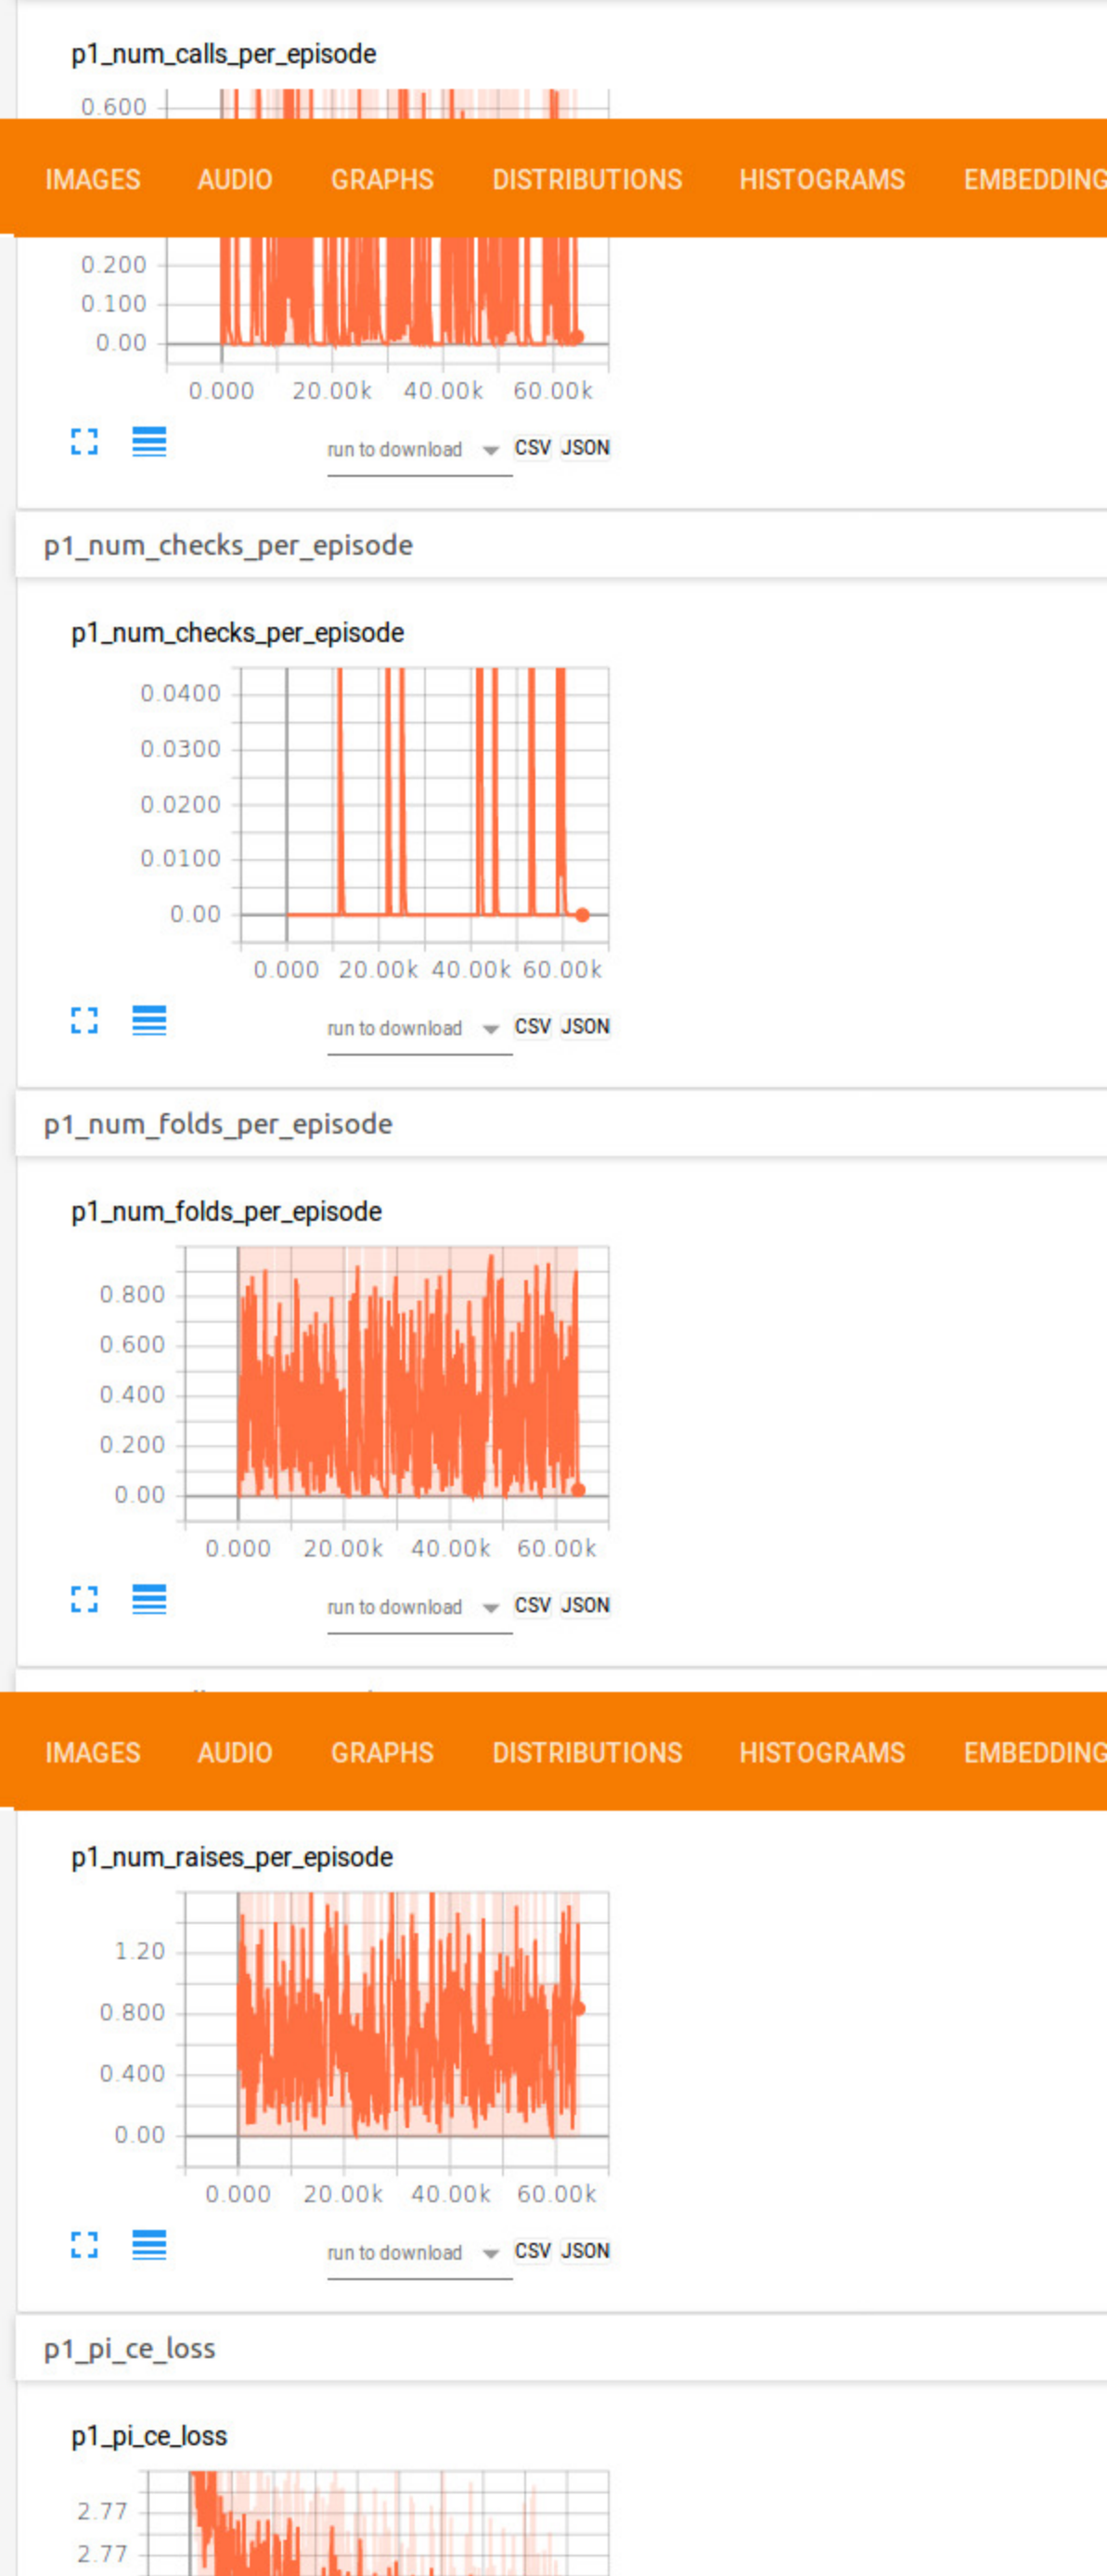 p1_num_calls_per_episode
0.600
IMAGES AUDIO GRAPHS DISTRIBUTIONS HISTOGRAMS EMBEDDING
0.200
0.100
0.00
0.000 20.00k 40.00k 60.00k
run to download CSV JSON
p1_num_checks_per_episode
p1_num_checks_per_episode
0.0400
0.0300
0.0200
0.0100
0.00
0.000 20.00k 40.00k 60.00k
run to download CSV JSON
p1_num_folds_per_episode
p1_num_folds_per_episode
0.800
0.600
0.400
0.200
0.00
0.000 20.00k 40.00k 60.00k
run to download CSV JSON
IMAGES AUDIO GRAPHS DISTRIBUTIONS HISTOGRAMS EMBEDDING
p1_num_raises_per_episode
1.20
0.800
0.400
0.00
0.000 20.00k 40.00k 60.00k
run to download CSV JSON
p1_pi_ce_loss
p1_pi_ce_loss
2.77
2.77